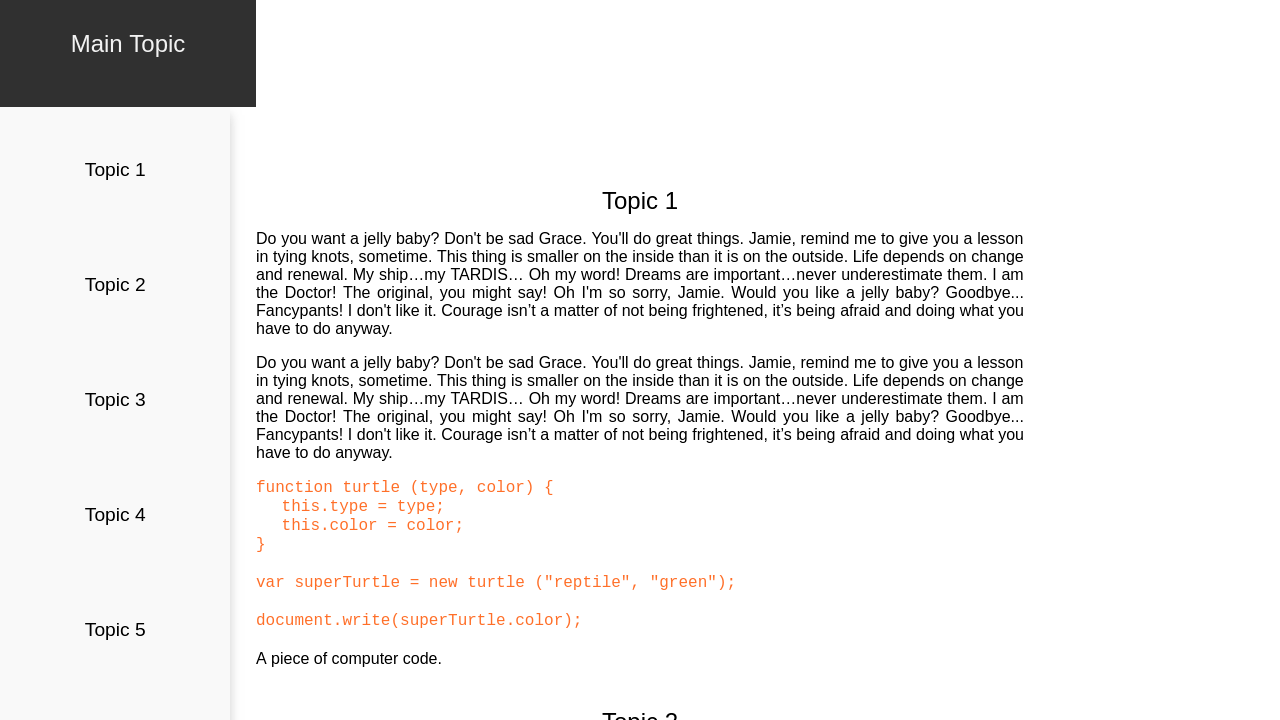 Main Topic
Topic 1
Topic 2
Topic 3
Topic 4
Topic 5
Topic 1
Do you want a jelly baby? Don't be sad Grace. You'll do great things. Jamie, remind me to give you a lesson
in tying knots, sometime. This thing is smaller on the inside than it is on the outside. Life depends on change
and renewal. My ship…my TARDIS… Oh my word! Dreams are important…never underestimate them. I am
the Doctor! The original, you might say! Oh I'm so sorry, Jamie. Would you like a jelly baby? Goodbye...
Fancypants! I don't like it. Courage isn’t a matter of not being frightened, it’s being afraid and doing what you
have to do anyway.
Do you want a jelly baby? Don't be sad Grace. You'll do great things. Jamie, remind me to give you a lesson
in tying knots, sometime. This thing is smaller on the inside than it is on the outside. Life depends on change
and renewal. My ship…my TARDIS… Oh my word! Dreams are important…never underestimate them. I am
the Doctor! The original, you might say! Oh I'm so sorry, Jamie. Would you like a jelly baby? Goodbye...
Fancypants! I don't like it. Courage isn’t a matter of not being frightened, it’s being afraid and doing what you
have to do anyway.
function turtle (type, color) {
this.type = type;
this.color = color;
}
var superTurtle = new turtle ("reptile", "green");
document.write(superTurtle.color);
A piece of computer code.
Topic 2